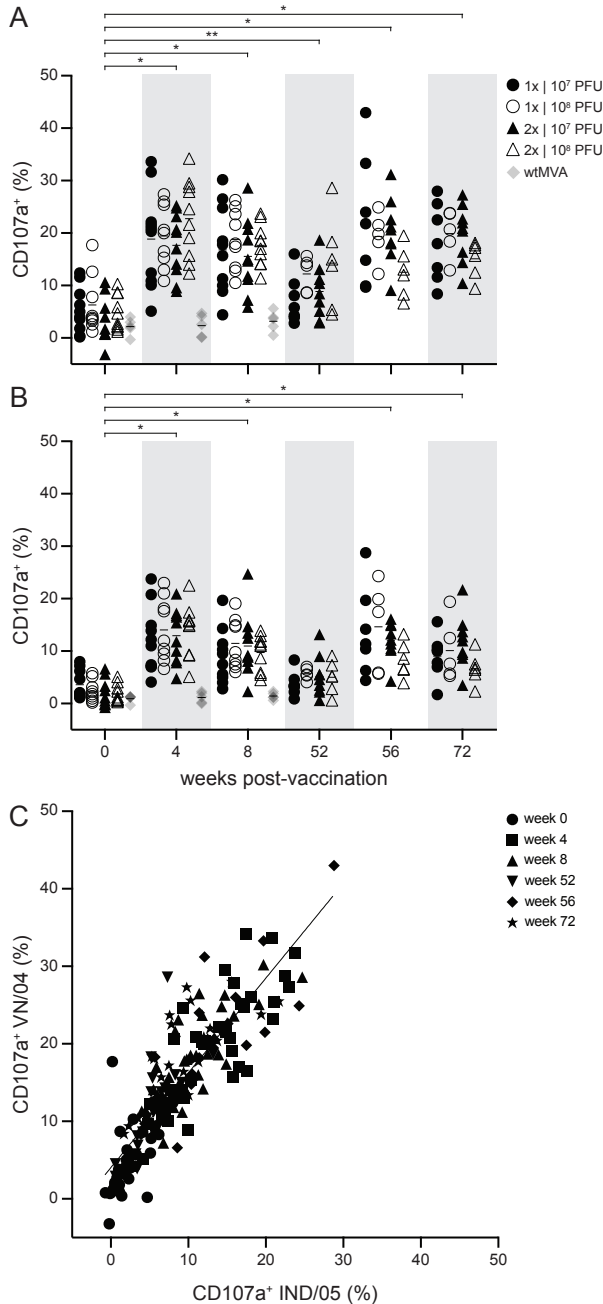 A
*
*
**
*
*
50
40
30
20
10
0
CD107a⁺ (%)
1x | 10⁷ PFU
1x | 10⁸ PFU
2x | 10⁷ PFU
2x | 10⁸ PFU
wtMVA
B
*
*
*
*
50
40
30
20
10
0
CD107a⁺ (%)
0 4 8 52 56 72
weeks post-vaccination
C
50
40
30
20
10
0
CD107a⁺ VN/04 (%)
week 0
week 4
week 8
week 52
week 56
week 72
0 10 20 30 40 50
CD107a⁺ IND/05 (%)